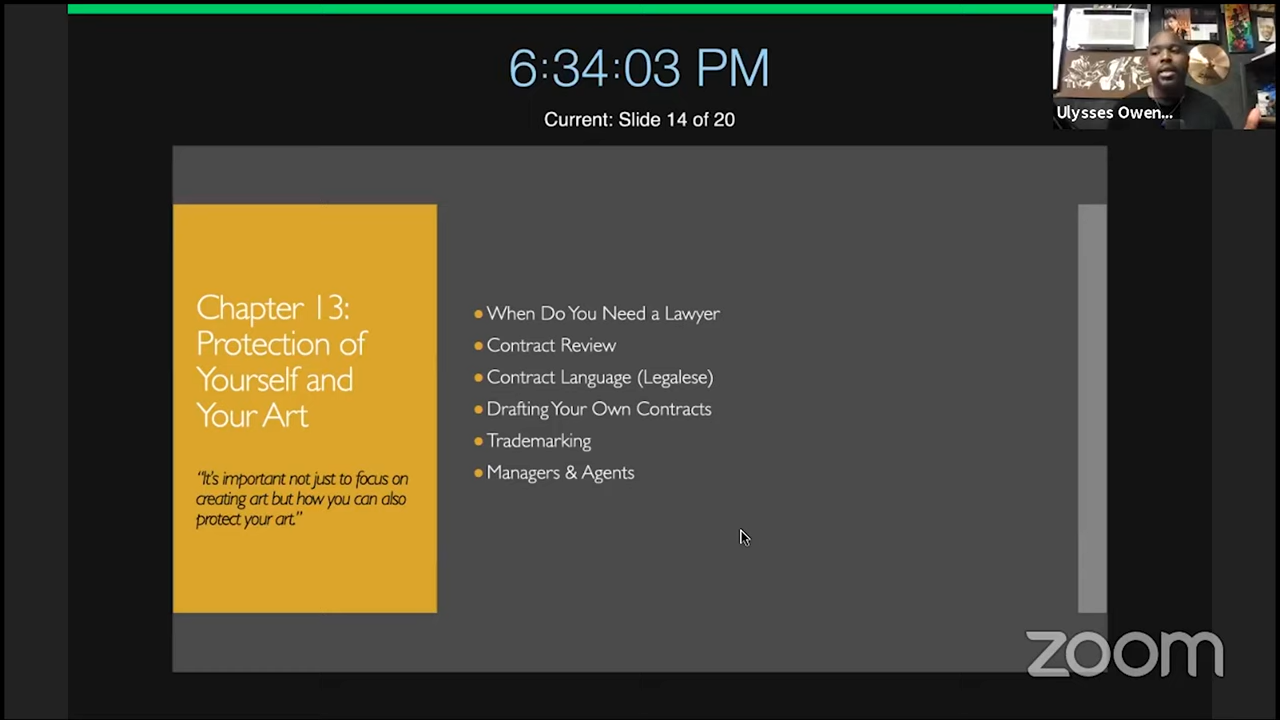 6:34:03 PM
Current: Slide 14 of 20
Ulysses Owen...
Chapter 13:
Protection of
Yourself and
Your Art
"It's important not just to focus on
creating art but how you can also
protect your art."
When Do You Need a Lawyer
Contract Review
Contract Language (Legalese)
Drafting Your Own Contracts
Trademarking
Managers & Agents
zoom